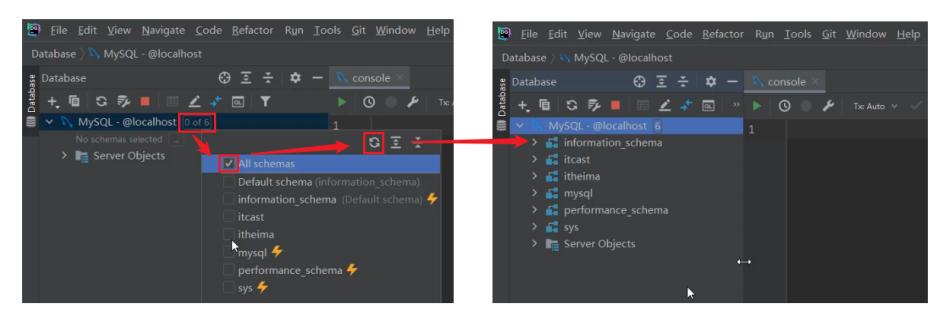 File Edit View Navigate Code Refactor Run Tools Git Window Help
Database MySQL - @localhost
Database
Database
console
Tx:
MySQL - @localhost 0 of 6
1
No schemas selected ...
Server Objects
All schemas
Default schema (information_schema)
information_schema (Default schema)
itcast
itheima
mysql
performance_schema
sys
File Edit View Navigate Code Refactor Run Tools Git Window Help
Database MySQL - @localhost
Database
Database
console
Tx: Auto
MySQL - @localhost 6
1
information_schema
itcast
itheima
mysql
performance_schema
sys
Server Objects